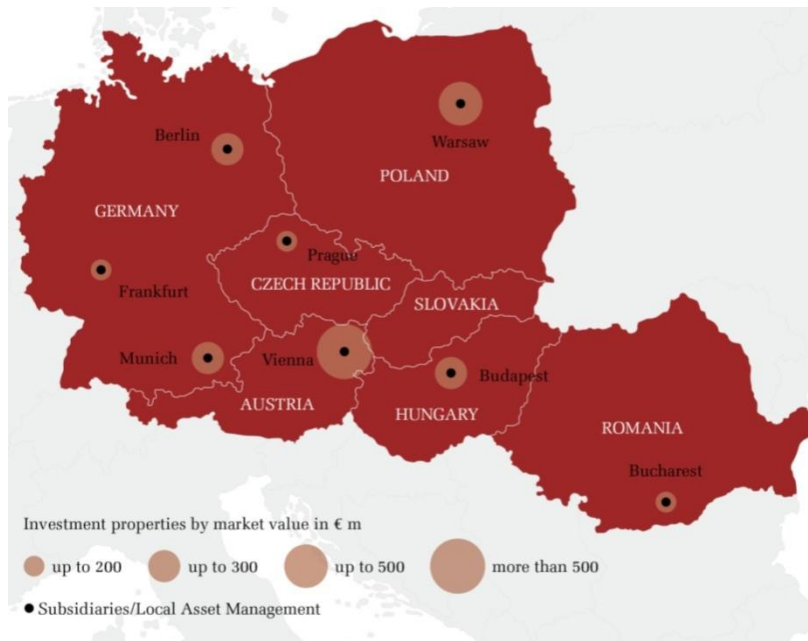 Berlin
Warsaw
POLAND
GERMANY
Prague
CZECH REPUBLIC
Frankfurt
SLOVAKIA
Munich
Vienna
Budapest
AUSTRIA
HUNGARY
ROMANIA
Bucharest
Investment properties by market value in € m
up to 200 up to 300 up to 500 more than 500
Subsidiaries/Local Asset Management